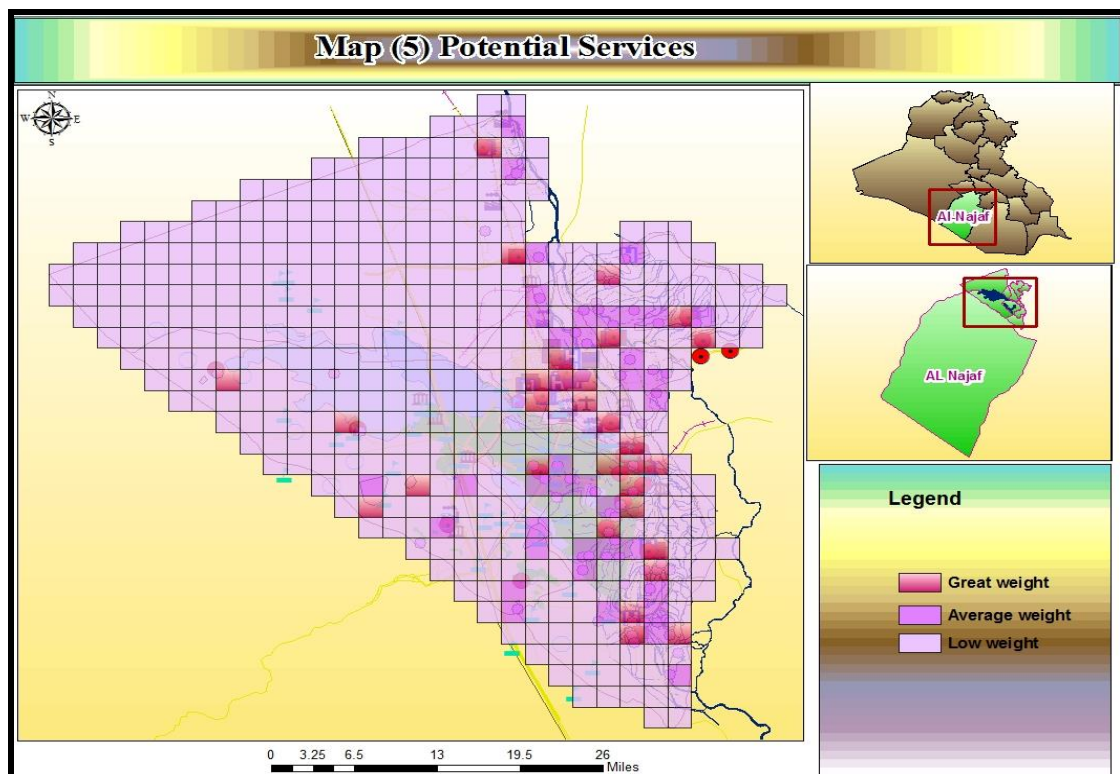 Map (5) Potential Services
N
W E
S
Al-Najaf
AL Najaf
Legend
Great weight
Average weight
Low weight
0 3.25 6.5 13 19.5 26
Miles